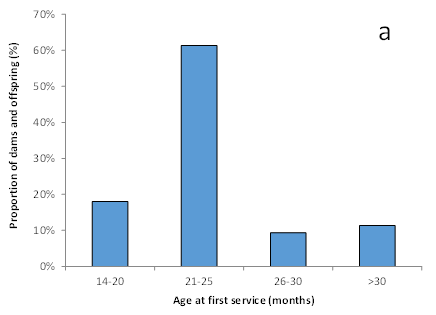 a
70%
60%
50%
40%
30%
20%
10%
0%
Proportion of dams and offspring (%)
14-20 21-25 26-30 >30
Age at first service (months)